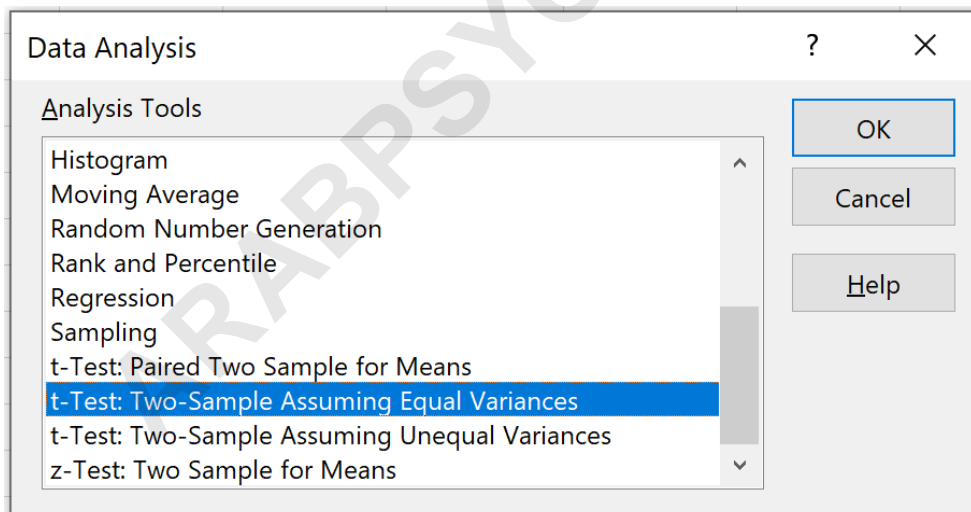 Data Analysis
?
Analysis Tools
OK
Histogram
Moving Average
Cancel
Random Number Generation
Rank and Percentile
Help
Regression
Sampling
t-Test: Paired Two Sample for Means
t-Test: Two-Sample Assuming Equal Variances
t-Test: Two-Sample Assuming Unequal Variances
z-Test: Two Sample for Means
ARABPSYC